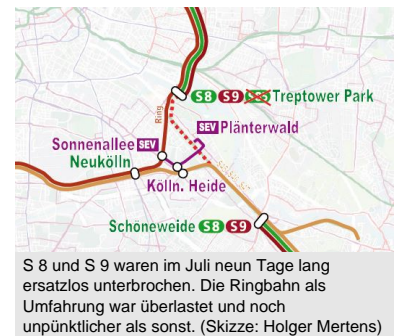 S8 S9 Treptower Park
Ring
SEV Plänterwald
Sonnenallee SEV
Neukölln
Kölln. Heide
Schöneweide S8 S9
S 8 und S 9 waren im Juli neun Tage lang
ersatzlos unterbrochen. Die Ringbahn als
Umfahrung war überlastet und noch
unpünktlicher als sonst. (Skizze: Holger Mertens)